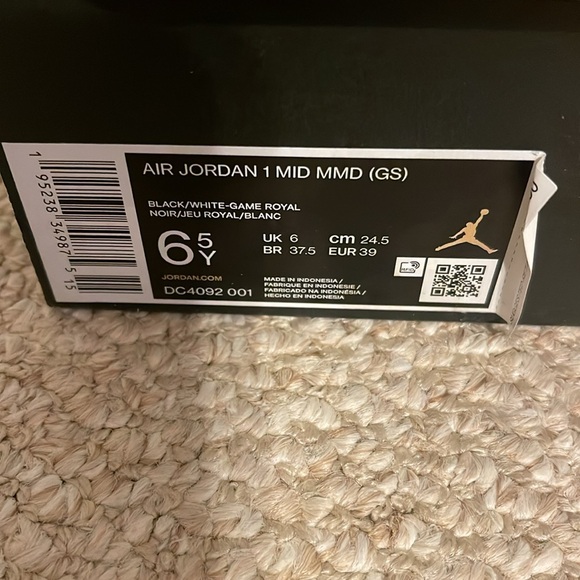 AIR JORDAN 1 MID MMD (GS)
BLACK/WHITE-GAME ROYAL
NOIR/JEU ROYAL/BLANC
6 5 Y
UK 6 cm 24.5
BR 37.5 EUR 39
JORDAN.COM
DC4092 001
MADE IN INDONESIA /
FABRIQUE EN INDONESIE /
FABRICADO NA INDONÉSIA /
HECHO EN INDONESIA
RFID
1 95238 34987 5 15